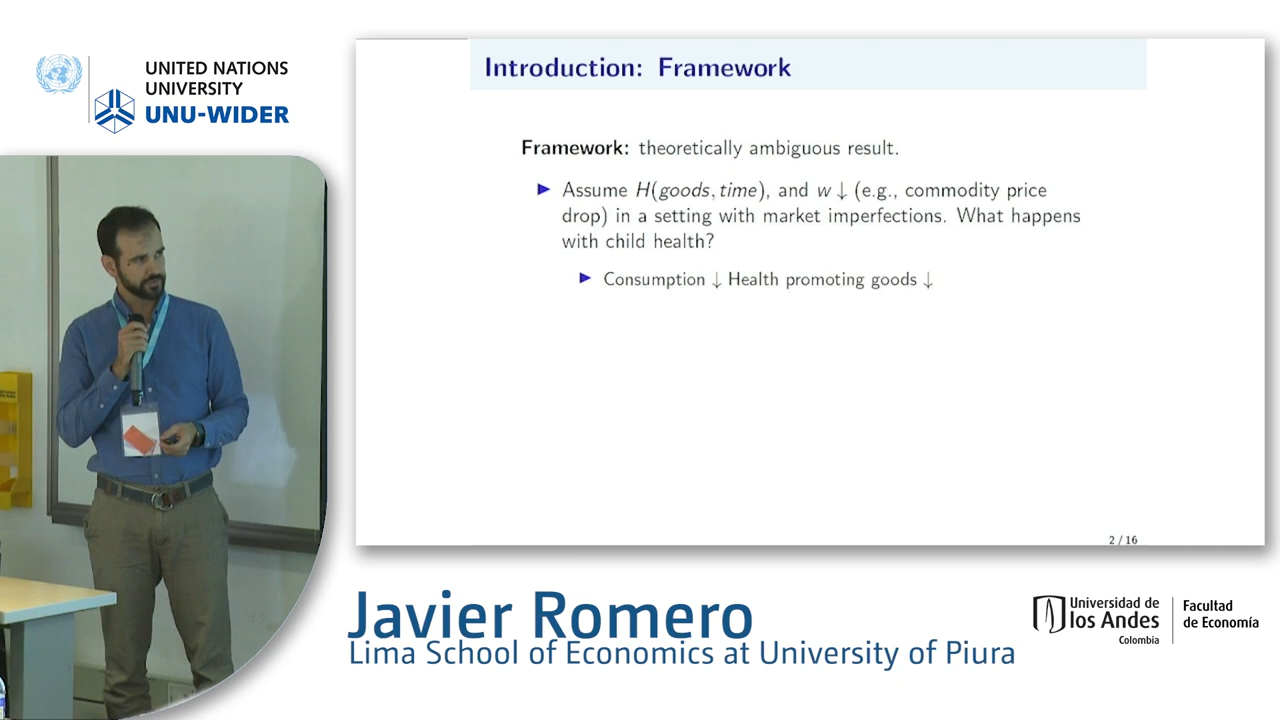 UNITED NATIONS
UNIVERSITY
UNU-WIDER
Introduction: Framework
Framework: theoretically ambiguous result.
▶ Assume H(goods, time), and w ↓ (e.g., commodity price
drop) in a setting with market imperfections. What happens
with child health?
▶ Consumption ↓ Health promoting goods ↓
2 / 16
Javier Romero
Lima School of Economics at University of Piura
Universidad de
los Andes
Colombia
Facultad
de Economía